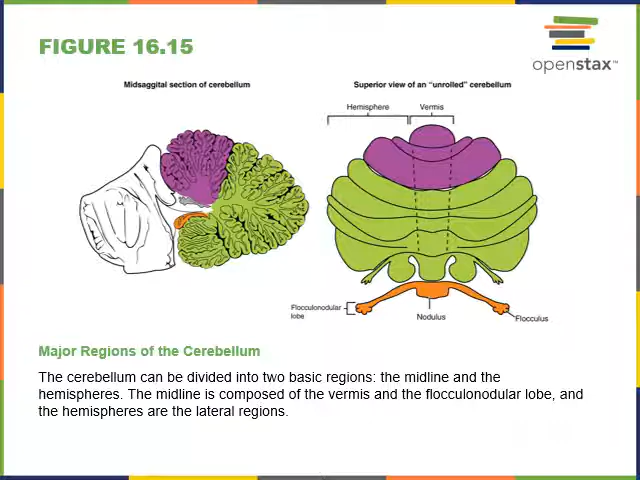 FIGURE 16.15
openstax™
Midsaggital section of cerebellum
Superior view of an "unrolled" cerebellum
Hemisphere
Vermis
Flocculonodular
lobe
Nodulus
Flocculus
Major Regions of the Cerebellum
The cerebellum can be divided into two basic regions: the midline and the
hemispheres. The midline is composed of the vermis and the flocculonodular lobe, and
the hemispheres are the lateral regions.